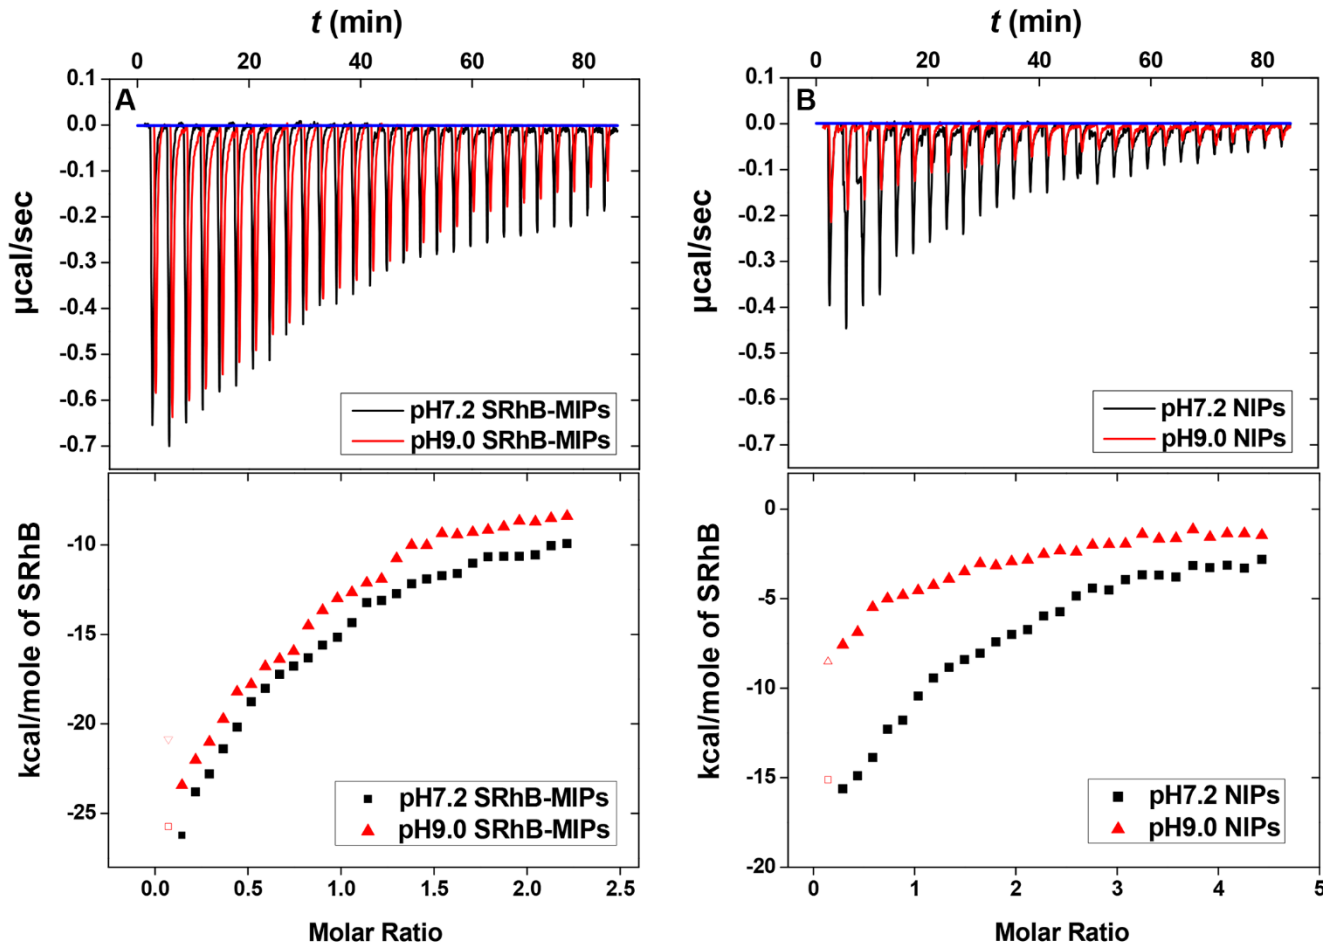 t (min)
0 20 40 60 80
A
0.1
0.0
-0.1
-0.2
-0.3
-0.4
-0.5
-0.6
-0.7
µcal/sec
pH7.2 SRhB-MIPs
pH9.0 SRhB-MIPs
-10
-15
-20
-25
kcal/mole of SRhB
pH7.2 SRhB-MIPs
pH9.0 SRhB-MIPs
0.0 0.5 1.0 1.5 2.0 2.5
Molar Ratio
t (min)
0 20 40 60 80
B
0.1
0.0
-0.1
-0.2
-0.3
-0.4
-0.5
-0.6
-0.7
µcal/sec
pH7.2 NIPs
pH9.0 NIPs
0
-5
-10
-15
-20
kcal/mole of SRhB
pH7.2 NIPs
pH9.0 NIPs
0 1 2 3 4 5
Molar Ratio